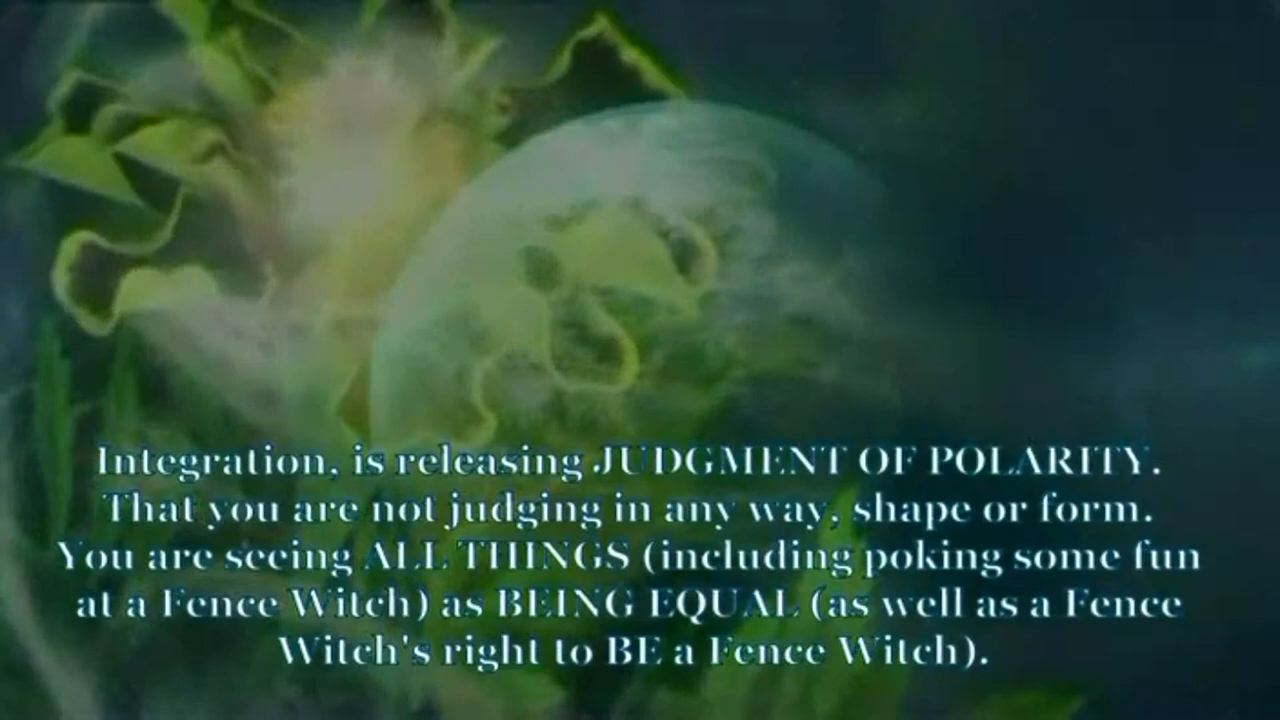 Integration, is releasing JUDGMENT OF POLARITY.
That you are not judging in any way, shape or form.
You are seeing ALL THINGS (including poking some fun
at a Fence Witch) as BEING EQUAL (as well as a Fence
Witch's right to BE a Fence Witch).